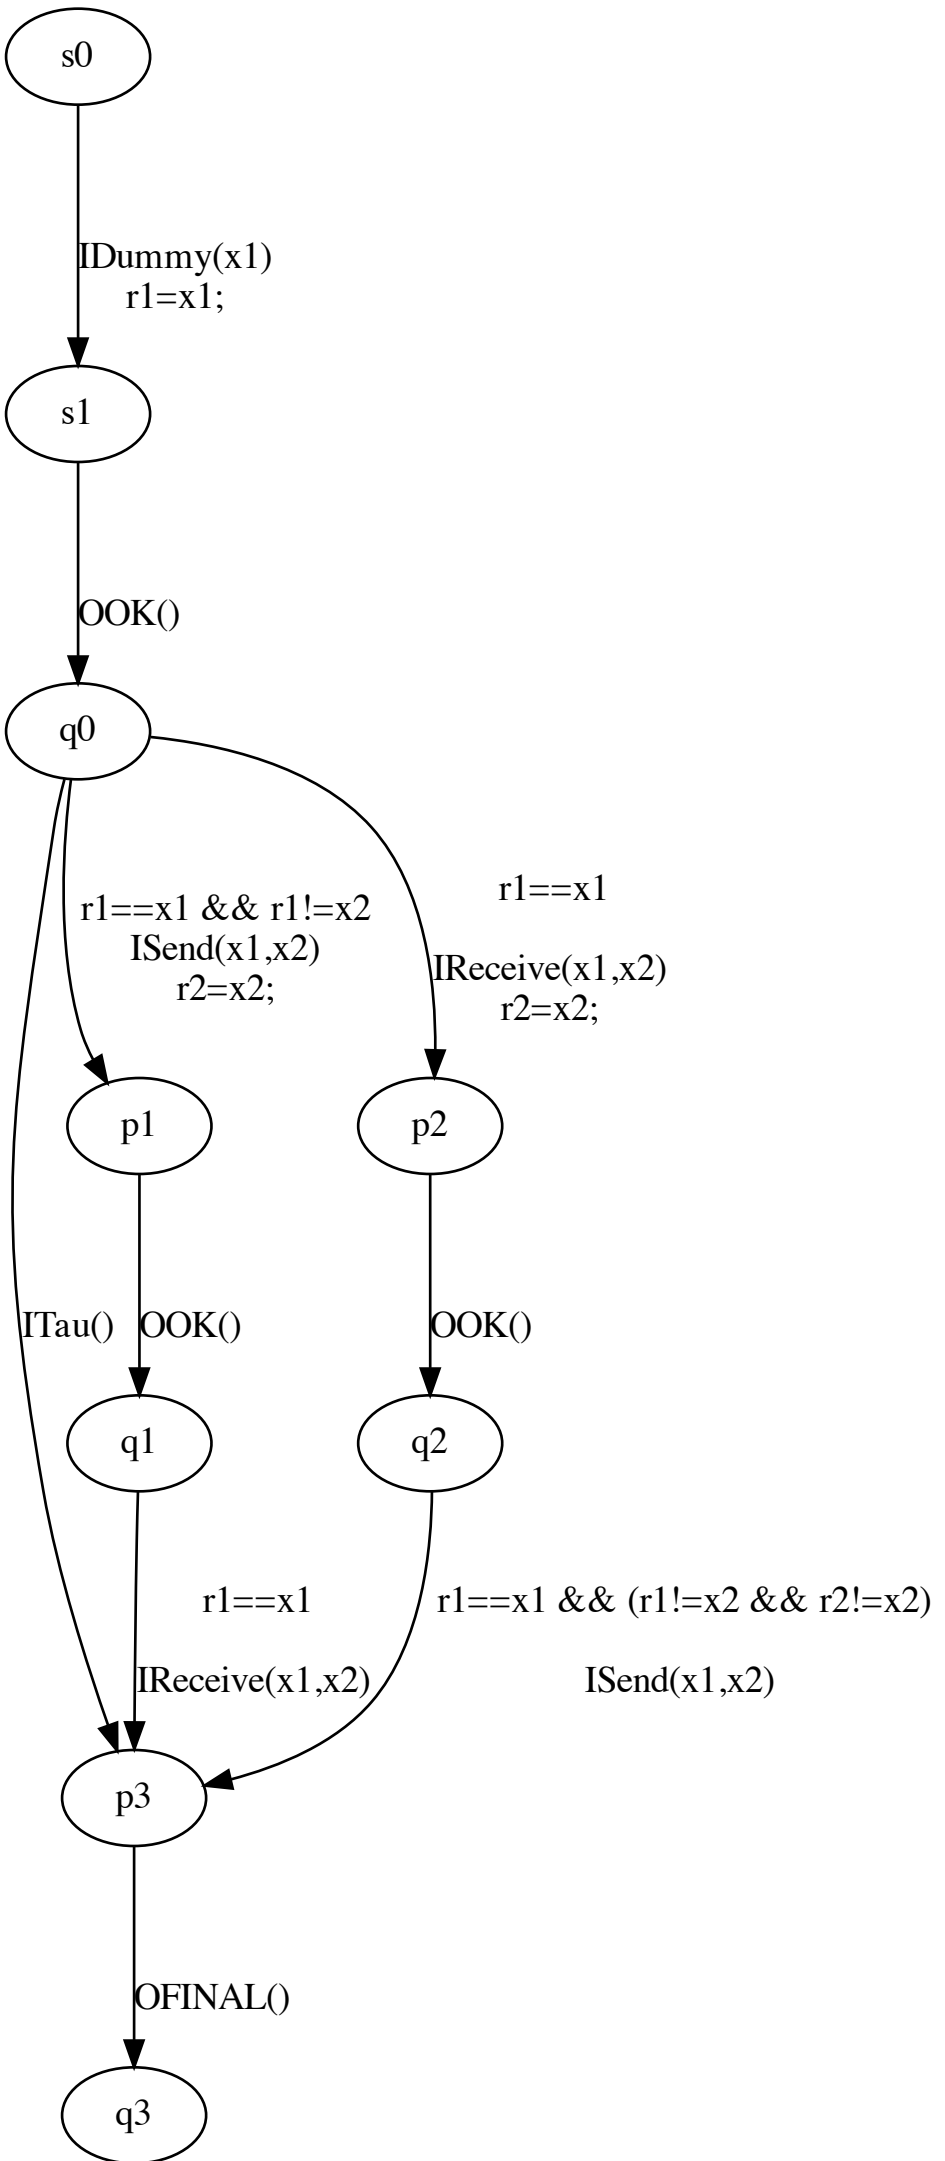 s0
IDummy(x1)
r1=x1;
s1
OOK()
q0
r1==x1 && r1!=x2
ISend(x1,x2)
r2=x2;
r1==x1
IReceive(x1,x2)
r2=x2;
p1
p2
ITau()
OOK()
OOK()
q1
q2
r1==x1
IReceive(x1,x2)
r1==x1 && (r1!=x2 && r2!=x2)
ISend(x1,x2)
p3
OFINAL()
q3